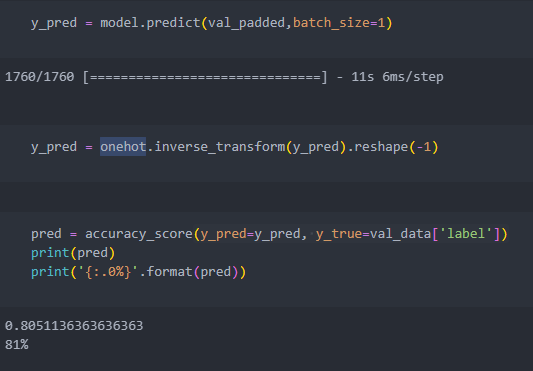 y_pred = model.predict(val_padded,batch_size=1)
1760/1760 [==============================] - 11s 6ms/step
y_pred = onehot.inverse_transform(y_pred).reshape(-1)
pred = accuracy_score(y_pred=y_pred, y_true=val_data['label'])
print(pred)
print('{:.0%}'.format(pred))
0.8051136363636363
81%